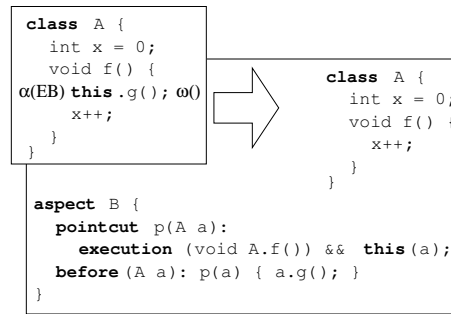 class A {
int x = 0;
void f() {
α(EB) this.g(); ω()
x++;
}
}
class A {
int x = 0;
void f() {
x++;
}
}
aspect B {
pointcut p(A a):
execution (void A.f()) && this(a);
before (A a): p(a) { a.g(); }
}